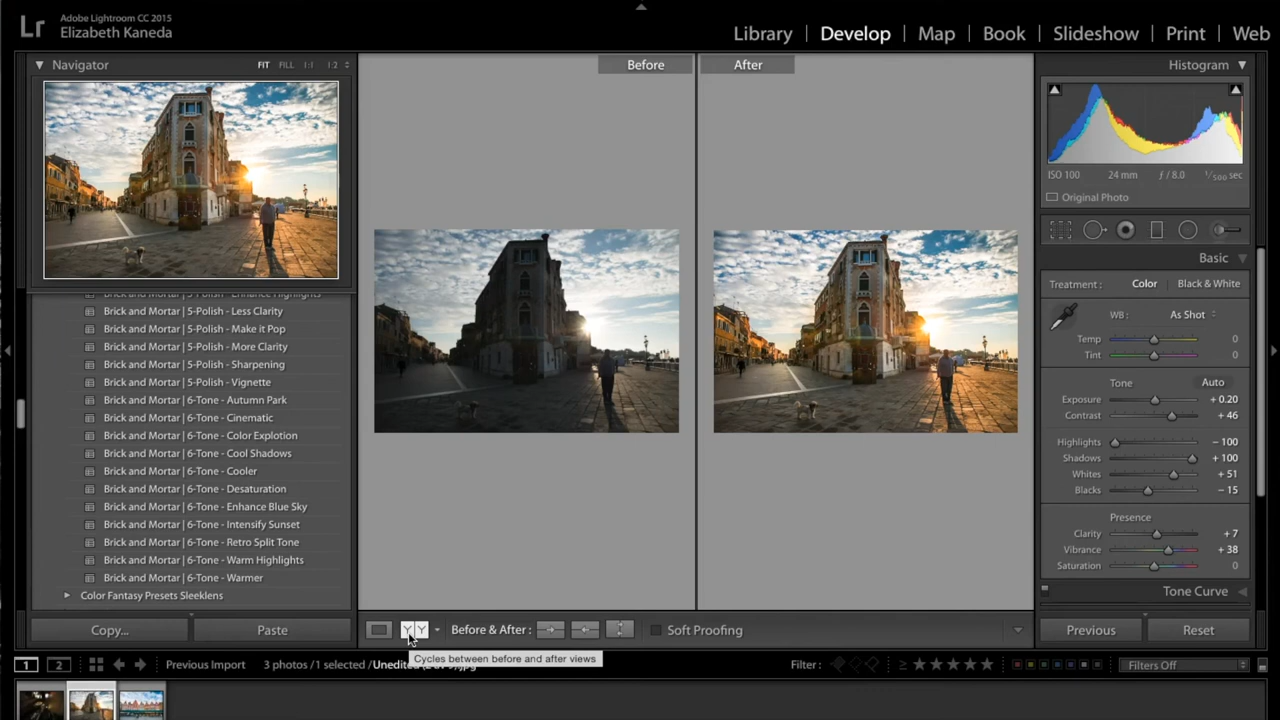 Lr
Adobe Lightroom CC 2015
Elizabeth Kaneda
Library | Develop | Map | Book | Slideshow | Print | Web
Navigator
FIT FILL 1:1 1:2
Before
After
Histogram
ISO 100 24 mm ƒ / 8.0 1/500 sec
Original Photo
Basic
Treatment : Color Black & White
WB : As Shot
Temp 0
Tint 0
Tone Auto
Exposure + 0.20
Contrast + 46
Highlights − 100
Shadows + 100
Whites + 51
Blacks − 15
Presence
Clarity + 7
Vibrance + 38
Saturation 0
Tone Curve
Brick and Mortar | 5-Polish - Enhance Highlights
Brick and Mortar | 5-Polish - Less Clarity
Brick and Mortar | 5-Polish - Make it Pop
Brick and Mortar | 5-Polish - More Clarity
Brick and Mortar | 5-Polish - Sharpening
Brick and Mortar | 5-Polish - Vignette
Brick and Mortar | 6-Tone - Autumn Park
Brick and Mortar | 6-Tone - Cinematic
Brick and Mortar | 6-Tone - Color Explotion
Brick and Mortar | 6-Tone - Cool Shadows
Brick and Mortar | 6-Tone - Cooler
Brick and Mortar | 6-Tone - Desaturation
Brick and Mortar | 6-Tone - Enhance Blue Sky
Brick and Mortar | 6-Tone - Intensify Sunset
Brick and Mortar | 6-Tone - Retro Split Tone
Brick and Mortar | 6-Tone - Warm Highlights
Brick and Mortar | 6-Tone - Warmer
Color Fantasy Presets Sleeklens
Copy... Paste
Y Y Before & After : Soft Proofing
Previous Reset
Cycles between before and after views
1 2 Previous Import 3 photos / 1 selected / Unedite
Filter : Filters Off